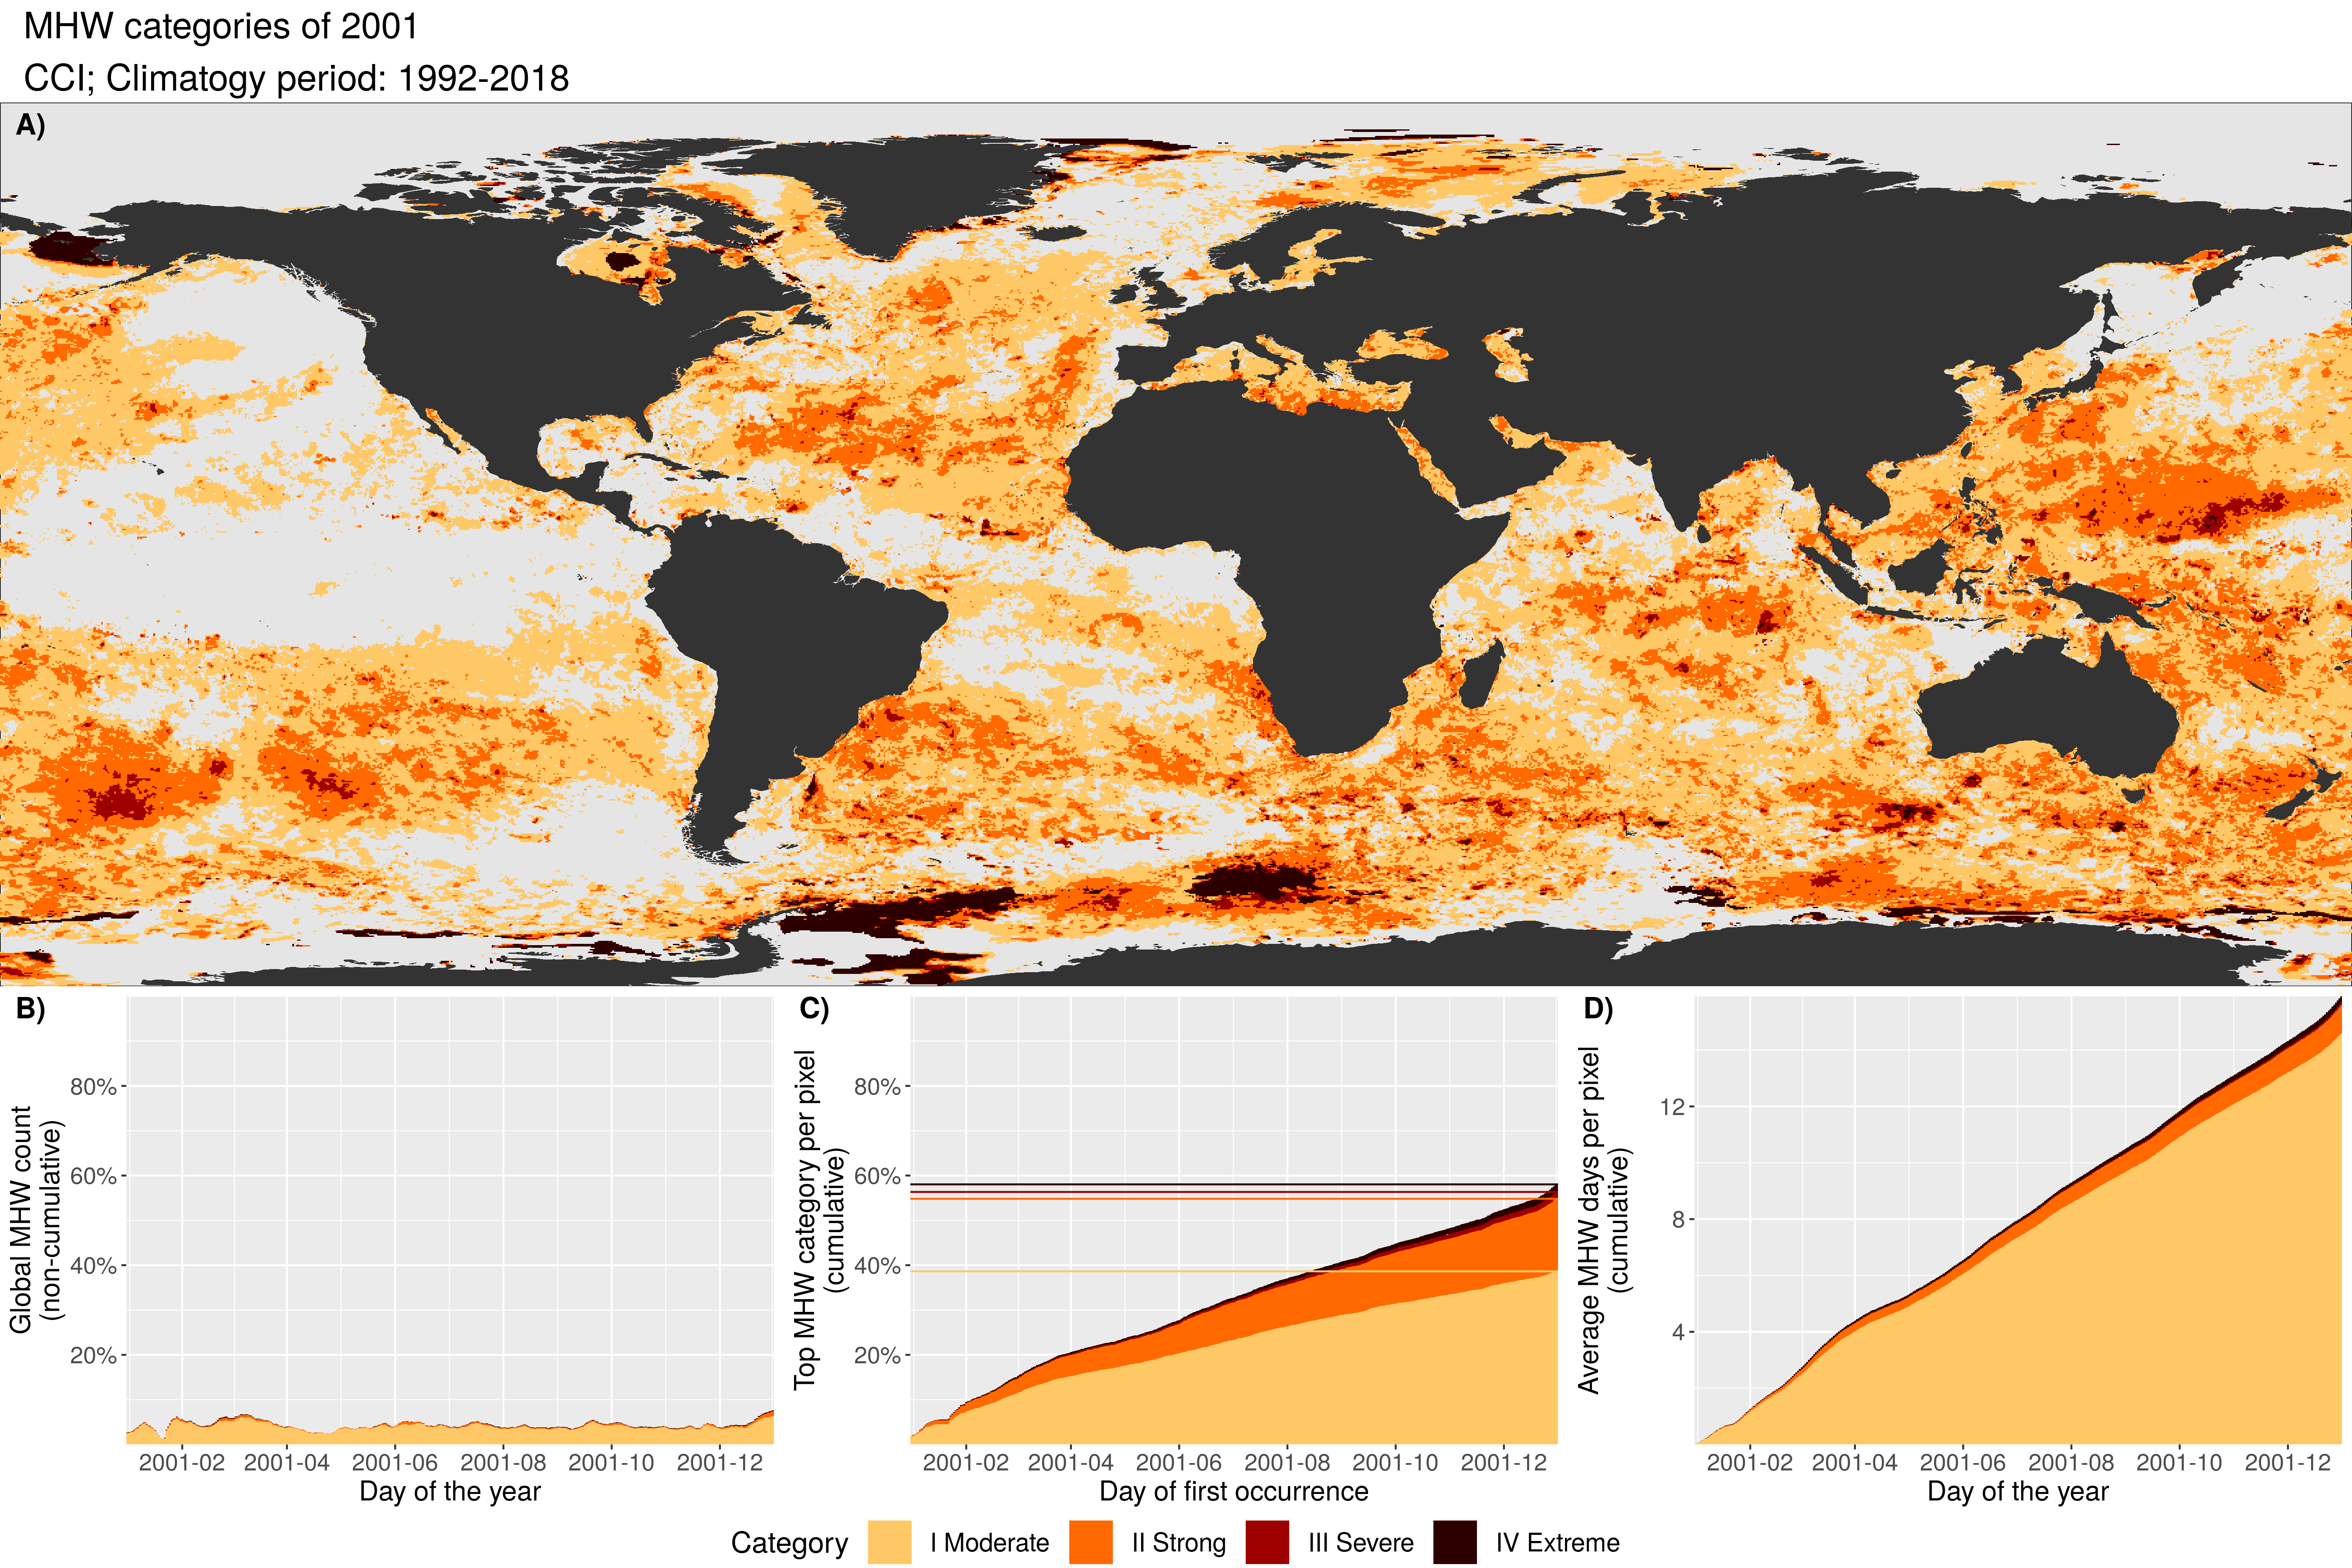 MHW categories of 2001
CCI; Climatogy period: 1992-2018
A)
B)
Global MHW count
(non-cumulative)
80%
60%
40%
20%
2001-02 2001-04 2001-06 2001-08 2001-10 2001-12
Day of the year
C)
Top MHW category per pixel
(cumulative)
80%
60%
40%
20%
2001-02 2001-04 2001-06 2001-08 2001-10 2001-12
Day of first occurrence
D)
Average MHW days per pixel
(cumulative)
12
8
4
2001-02 2001-04 2001-06 2001-08 2001-10 2001-12
Day of the year
Category I Moderate II Strong III Severe IV Extreme